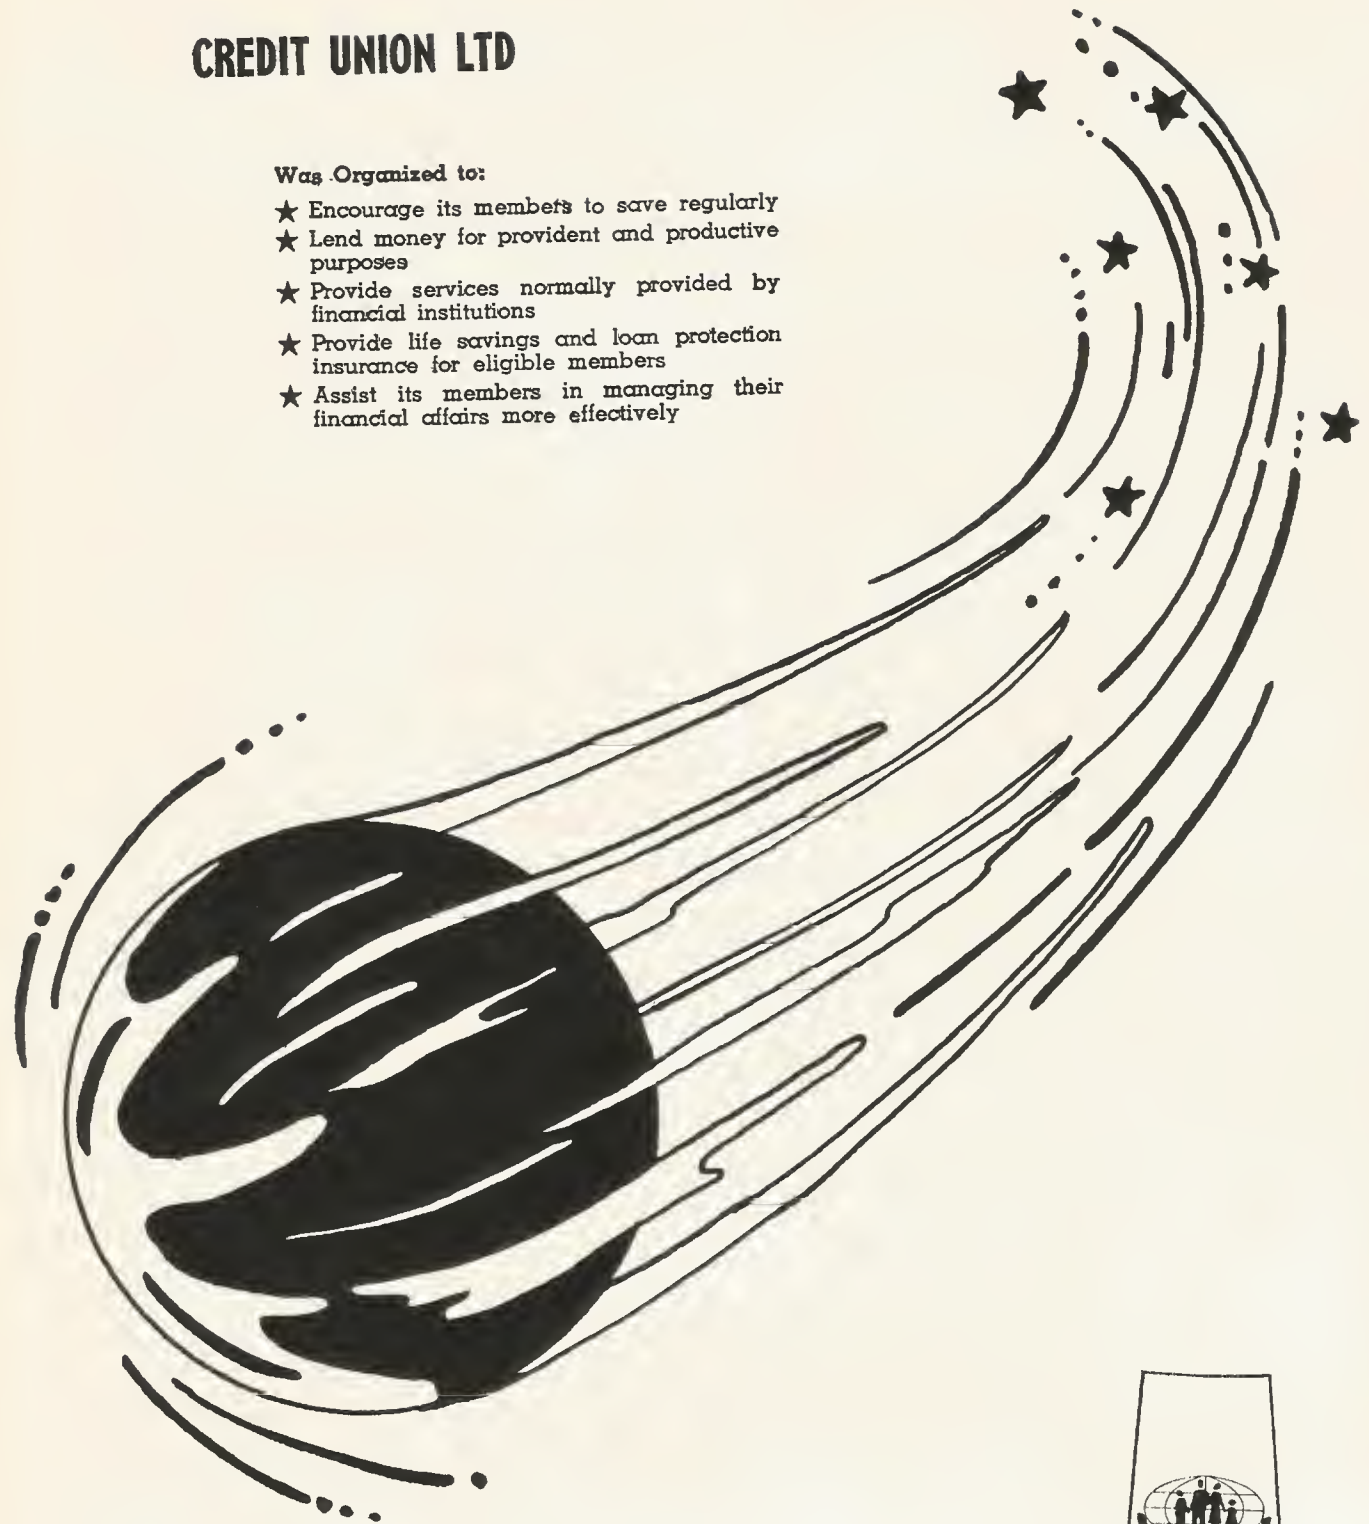 CREDIT UNION LTD
Was Organized to:
★ Encourage its members to save regularly
★ Lend money for provident and productive
purposes
★ Provide services normally provided by
financial institutions
★ Provide life savings and loan protection
insurance for eligible members
★ Assist its members in managing their
financial affairs more effectively